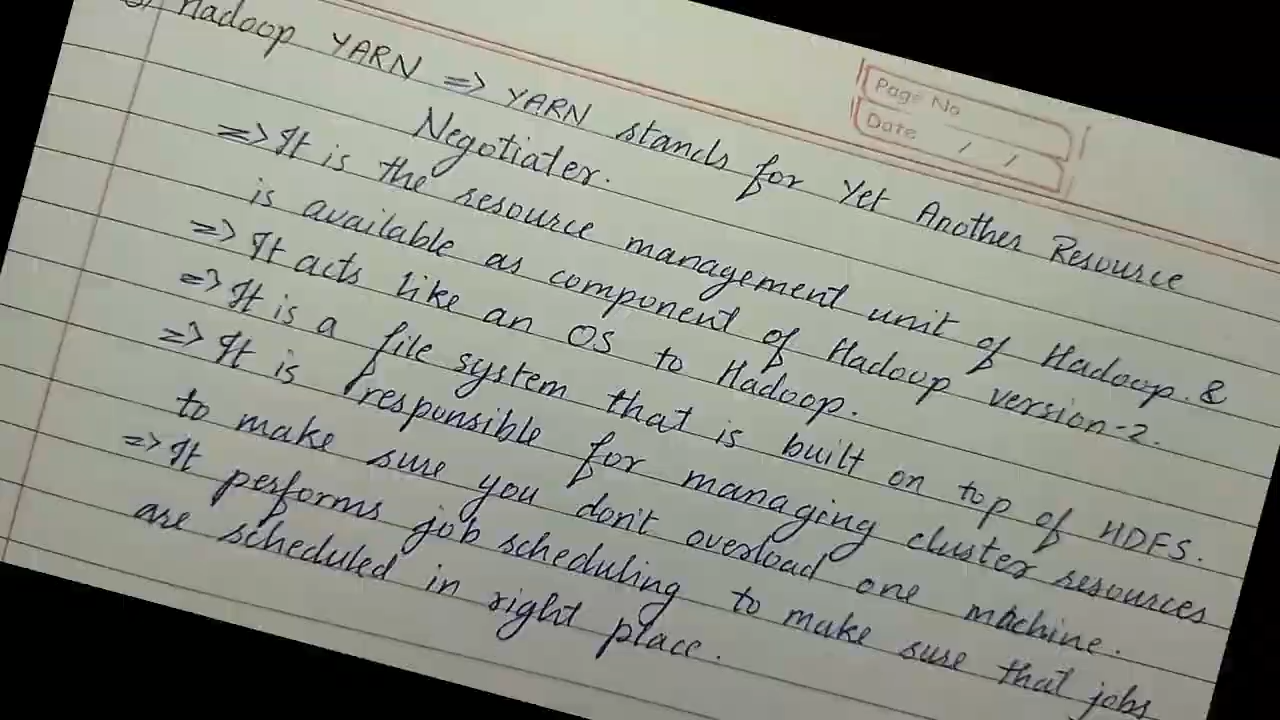 Hadoop YARN => YARN stands for Yet Another Resource
Negotiater.
=> It is the resource management unit of Hadoop. &
is available as component of Hadoop version-2.
=> It acts like an OS to Hadoop.
=> It is a file system that is built on top of HDFS.
=> It is responsible for managing cluster resources
to make sure you don't overload one machine.
=> It performs job scheduling to make sure that jobs
are scheduled in right place.
Page No
Date / /